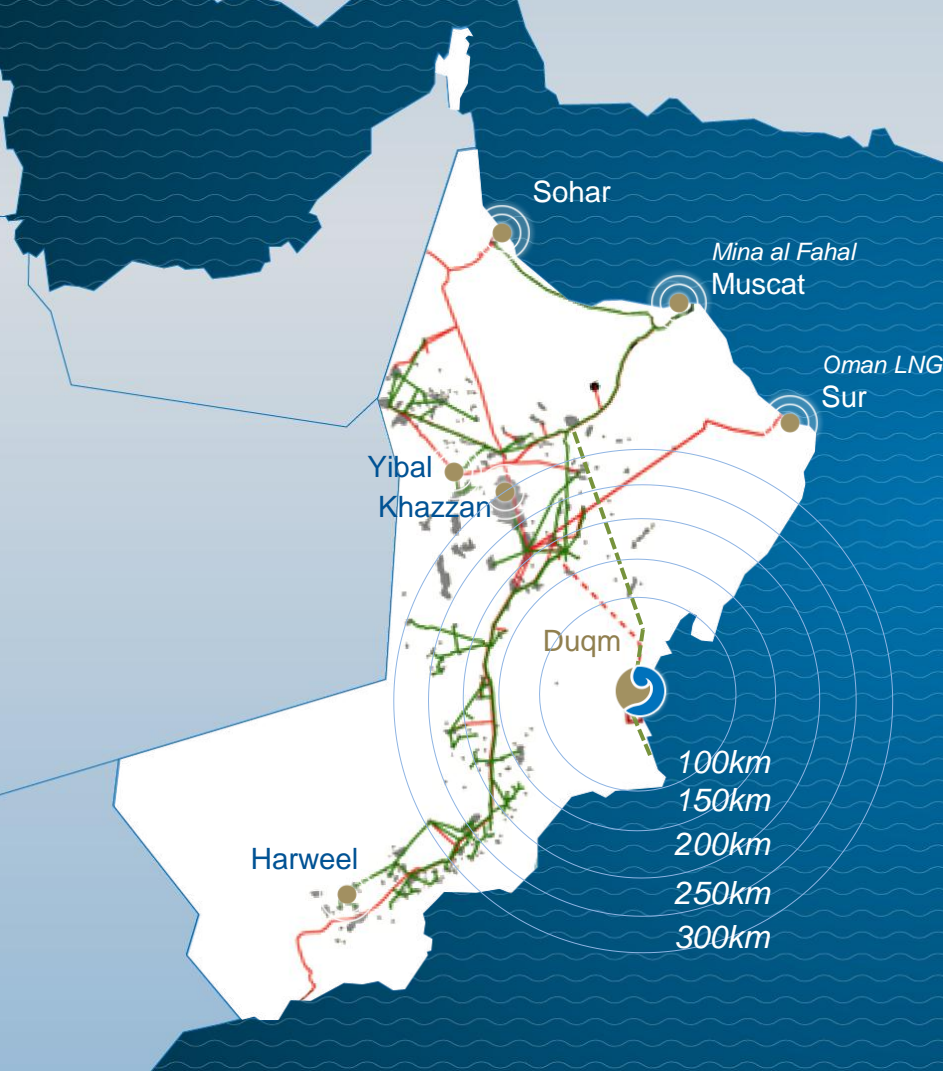 Sohar
Mina al Fahal
Muscat
Oman LNG
Sur
Yibal
Khazzan
Duqm
100km
150km
200km
Harweel
250km
300km